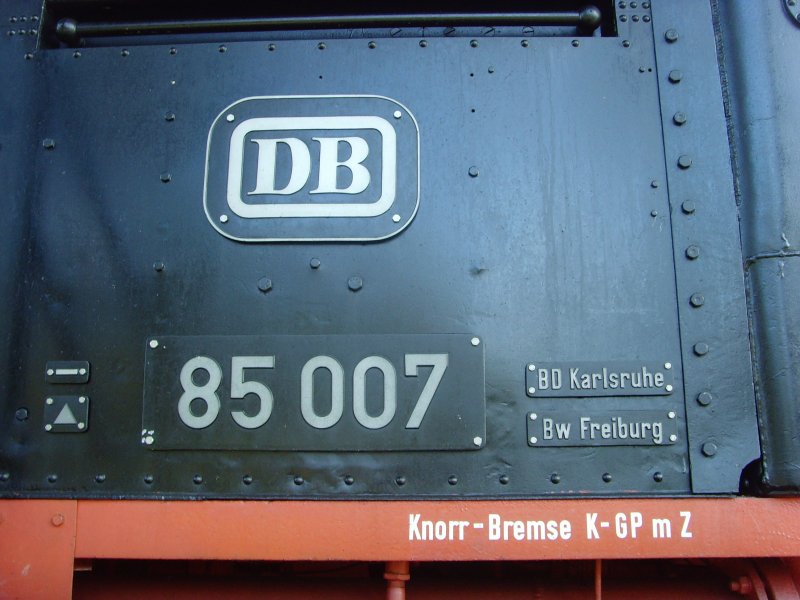 DB
85 007
BD Karlsruhe
Bw Freiburg
Knorr-Bremse K-GP m Z